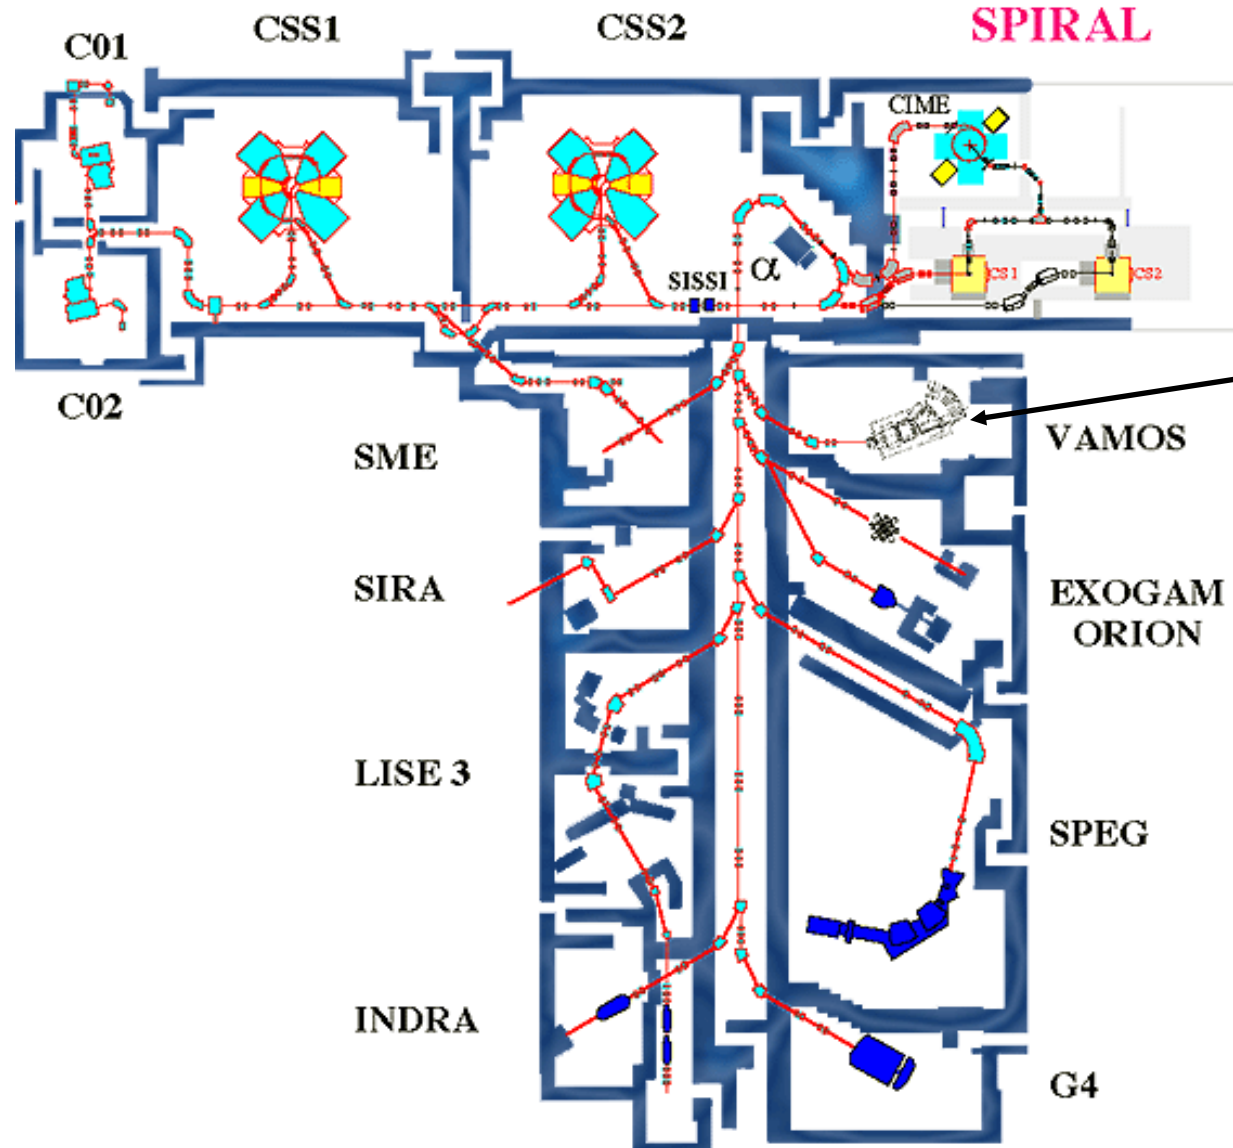 C01
CSS1
CSS2
SPIRAL
CIME
α
SISSI
CS1
CS2
C02
SME
VAMOS
SIRA
EXOGAM
ORION
LISE 3
SPEG
INDRA
G4